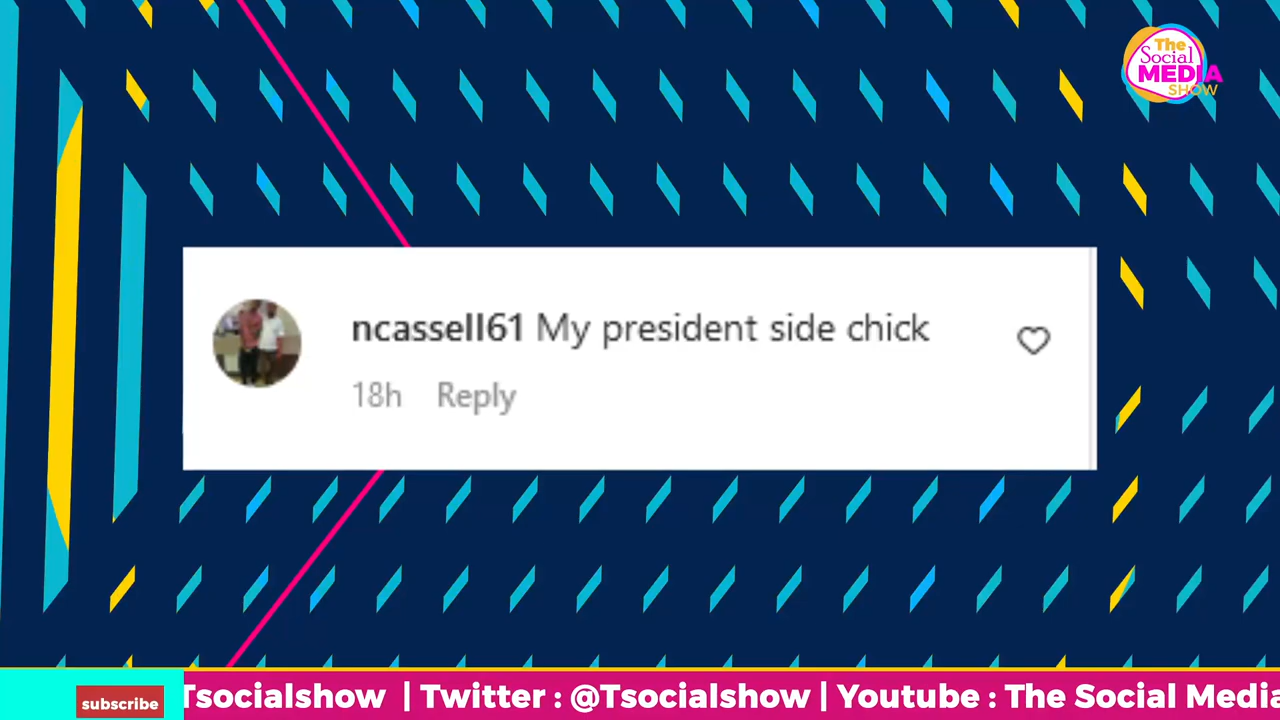 The
Social
MEDIA
SHOW
ncassell61 My president side chick
18h Reply
subscribe
Tsocialshow | Twitter : @Tsocialshow | Youtube : The Social Media